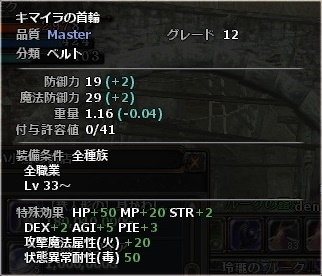 キマイラの首輪
品質 Master グレード 12
分類 ベルト
防御力 19 (+2)
魔法防御力 29 (+2)
重量 1.16 (-0.04)
付与許容値 0/41
装備条件 全種族
全職業
Lv 33～
特殊効果 HP+50 MP+20 STR+2
DEX+2 AGI+5 PIE+3
攻撃魔法属性(火) +20
状態異常耐性(毒) 50